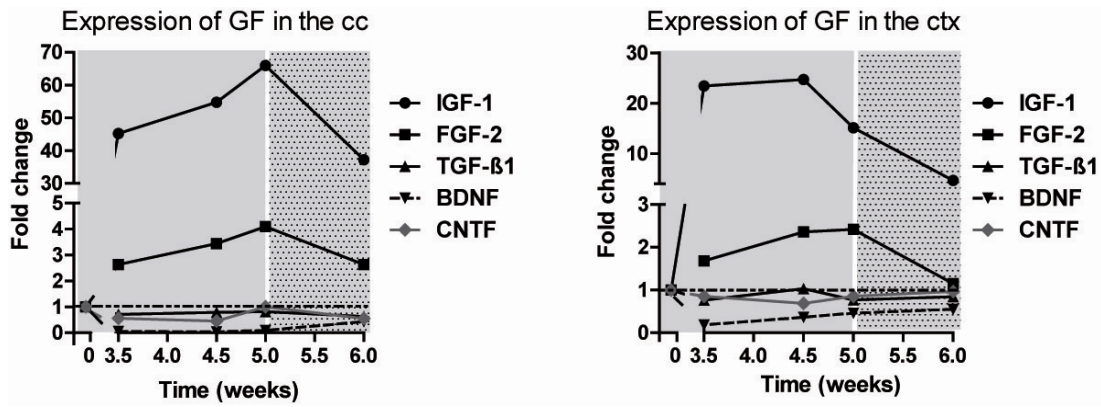 Expression of GF in the cc
70
60
50
40
30
5
4
3
2
1
0
Fold change
0 3.5 4.0 4.5 5.0 5.5 6.0
Time (weeks)
IGF-1
FGF-2
TGF-ß1
BDNF
CNTF
Expression of GF in the ctx
30
20
10
3
2
1
0
Fold change
0 3.5 4.0 4.5 5.0 5.5 6.0
Time (weeks)
IGF-1
FGF-2
TGF-ß1
BDNF
CNTF